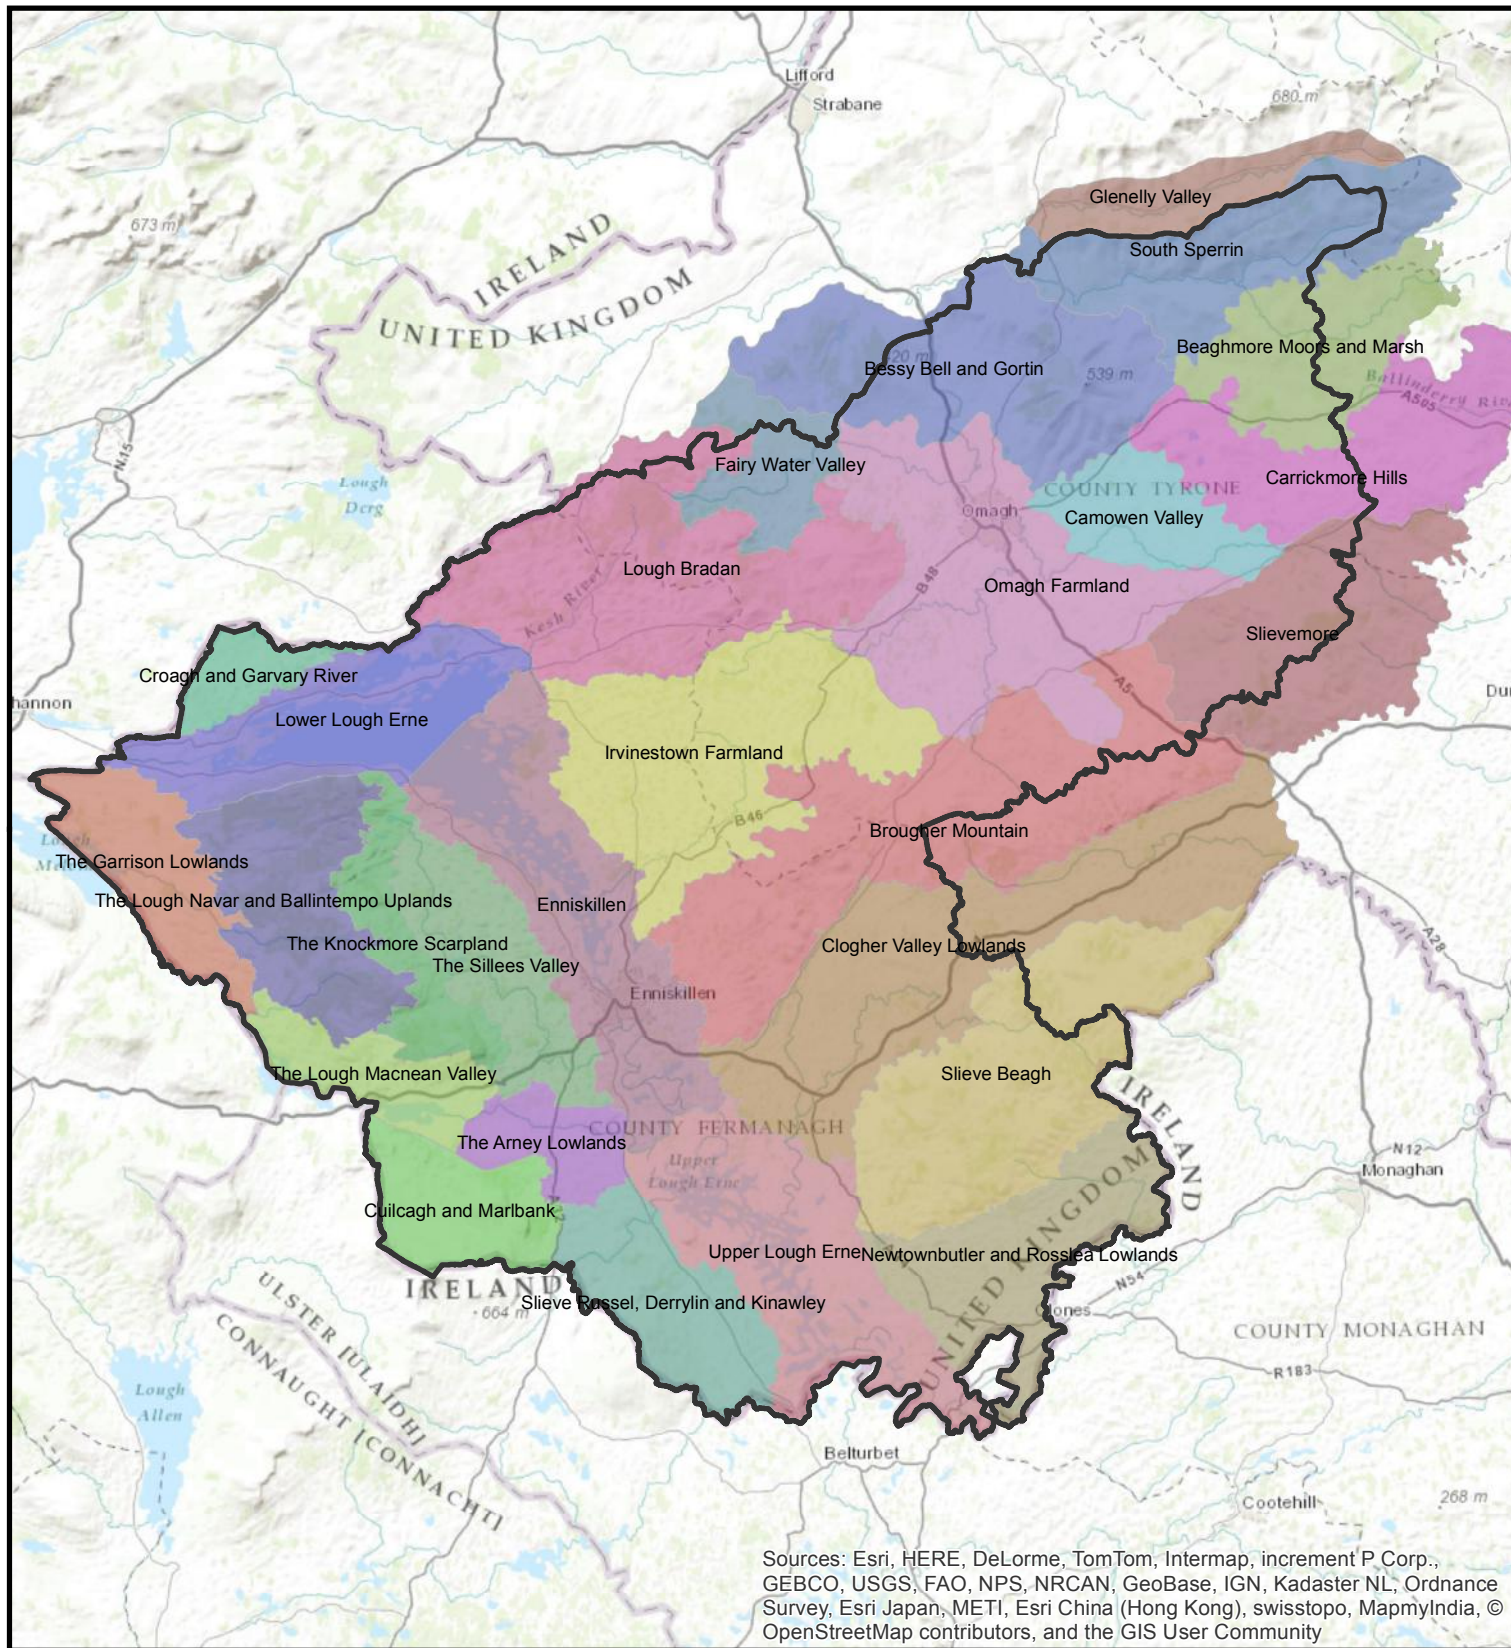 Lifford
Strabane
680 m
Glenelly Valley
673 m
IRELAND
UNITED KINGDOM
South Sperrin
Beaghmore Moors and Marsh
Bessy Bell and Gortin
539 m
A505
N15
Fairy Water Valley
Carrickmore Hills
Lough
Derg
COUNTY TYRONE
Omagh
Camowen Valley
Lough Bradan
B48
Omagh Farmland
Kesh River
Slievemore
Croagh and Garvary River
A5
hannon
Lower Lough Erne
Irvinestown Farmland
B46
Brougher Mountain
The Garrison Lowlands
The Lough Navar and Ballintempo Uplands
Enniskillen
The Knockmore Scarpland
Clogher Valley Lowlands
A28
The Sillees Valley
Enniskillen
The Lough Macnean Valley
Slieve Beagh
IRELAND
COUNTY FERMANAGH
The Arney Lowlands
N12
Monaghan
Upper
Lough Erne
UNITED KINGDOM
Cuilcagh and Marlbank
Upper Lough Erne
Newtownbutler and Rosslea Lowlands
N54
IRELAND
664 m
Slieve Russel, Derrylin and Kinawley
Clones
ULSTER [ULAIDH]
CONNAUGHT [CONNACHT]
COUNTY MONAGHAN
R183
Lough
Allen
Belturbet
Cootehill
268 m
Sources: Esri, HERE, DeLorme, TomTom, Intermap, increment P Corp.,
GEBCO, USGS, FAO, NPS, NRCAN, GeoBase, IGN, Kadaster NL, Ordnance
Survey, Esri Japan, METI, Esri China (Hong Kong), swisstopo, MapmyIndia, ©
OpenStreetMap contributors, and the GIS User Community